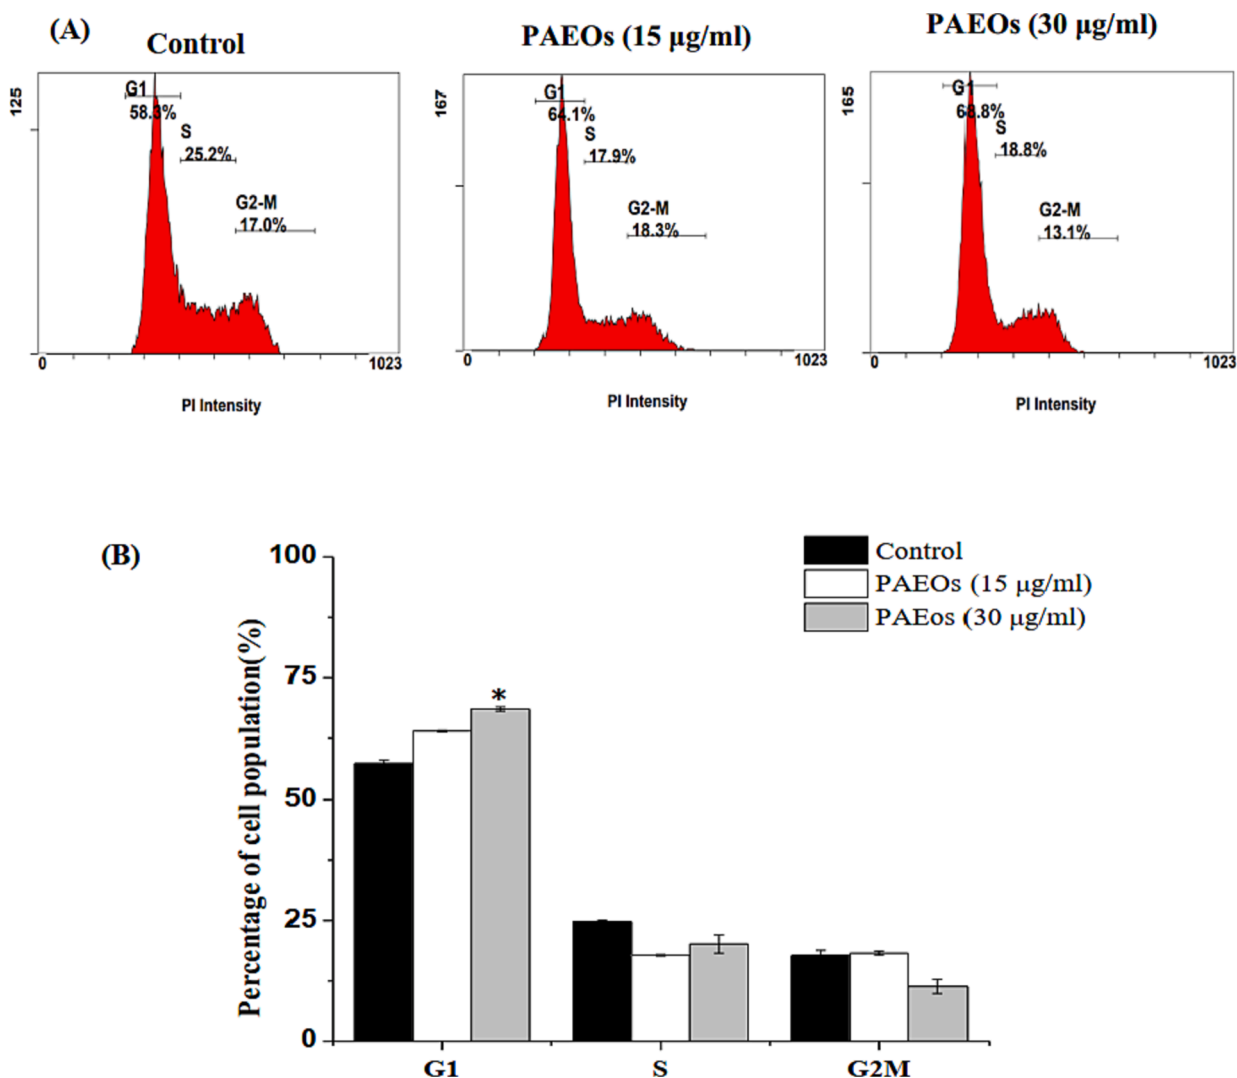 (A)
Control
PAEOs (15 µg/ml)
PAEOs (30 µg/ml)
125
G1
58.3%
S
25.2%
G2-M
17.0%
0
1023
PI Intensity
167
G1
64.1%
S
17.9%
G2-M
18.3%
0
1023
PI Intensity
165
G1
68.8%
S
18.8%
G2-M
13.1%
0
1023
PI Intensity
(B)
Percentage of cell population(%)
100
75
50
25
0
*
Control
PAEOs (15 µg/ml)
PAEos (30 µg/ml)
G1
S
G2M